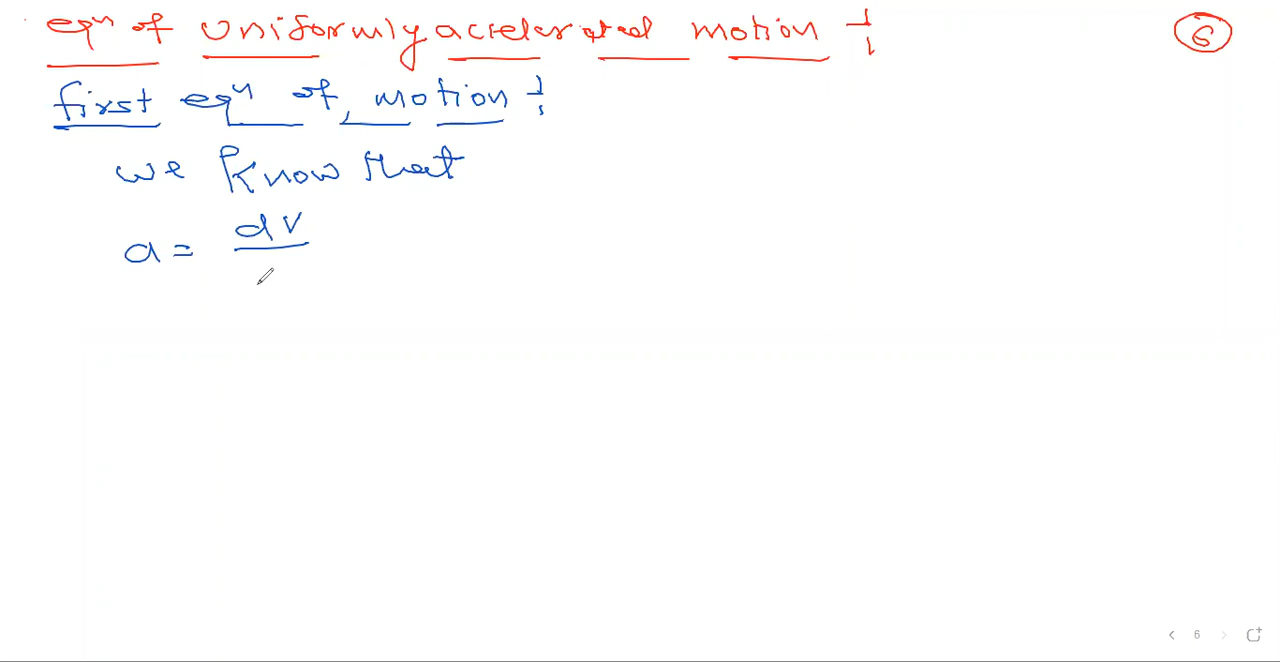 eqn of Uniformly accelerated motion :-
6
first eqn of motion :-
we know that
a = dv
6